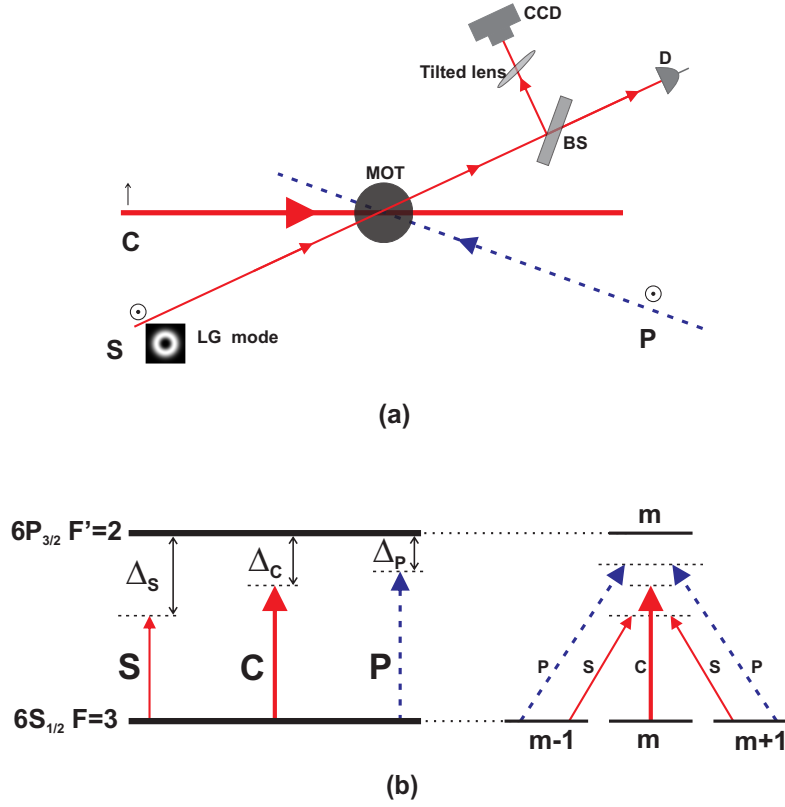 CCD
D
Tilted lens
BS
MOT
C
S
LG mode
P
(a)
6P3/2 F'=2
m
ΔS
ΔC
ΔP
S
C
P
P
S
C
S
P
6S1/2 F=3
m-1
m
m+1
(b)